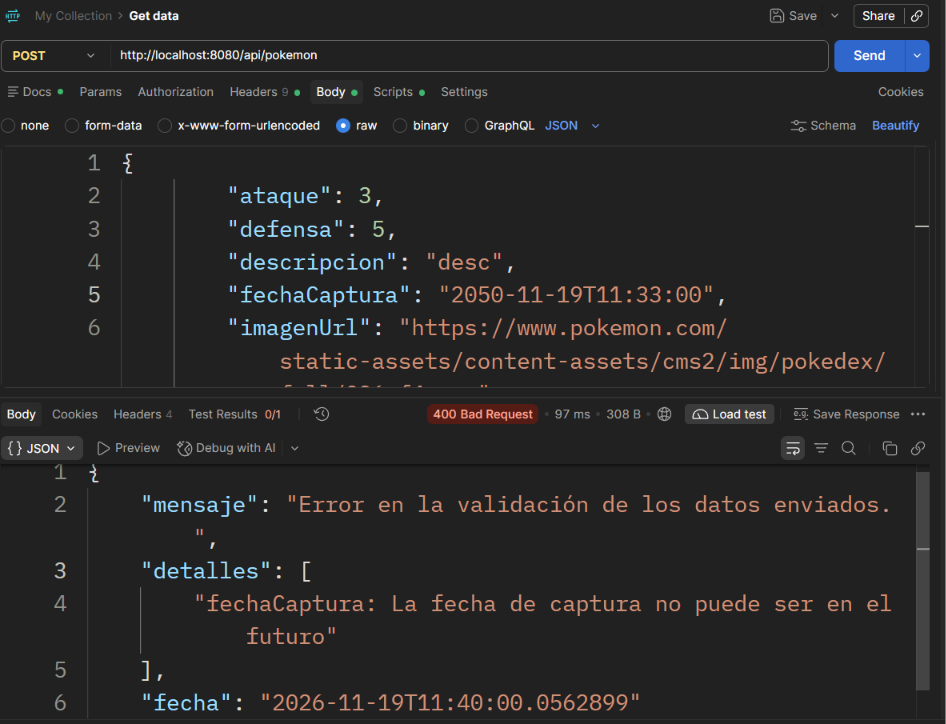 HTTP My Collection > Get data Save Share
POST http://localhost:8080/api/pokemon Send
Docs Params Authorization Headers 9 Body Scripts Settings Cookies
none form-data x-www-form-urlencoded raw binary GraphQL JSON Schema Beautify
1 {
2 "ataque": 3,
3 "defensa": 5,
4 "descripcion": "desc",
5 "fechaCaptura": "2050-11-19T11:33:00",
6 "imagenUrl": "https://www.pokemon.com/
static-assets/content-assets/cms2/img/pokedex/
Body Cookies Headers 4 Test Results 0/1 400 Bad Request • 97 ms • 308 B • Load test e.g. Save Response
{ } JSON Preview Debug with AI
1 {
2 "mensaje": "Error en la validación de los datos enviados.
",
3 "detalles": [
4 "fechaCaptura: La fecha de captura no puede ser en el
futuro"
5 ],
6 "fecha": "2026-11-19T11:40:00.0562899"